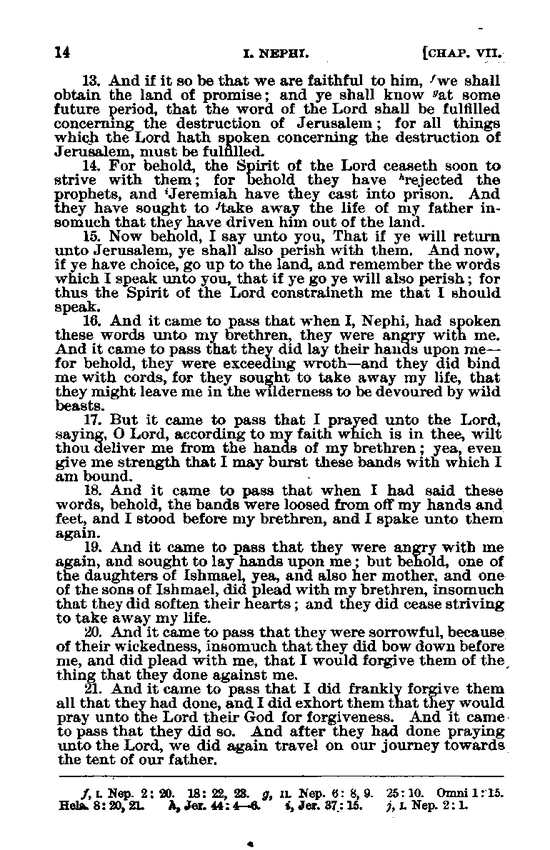 14 I. NEPHI. [CHAP. VII.
13. And if it so be that we are faithful to him, fwe shall
obtain the land of promise; and ye shall know gat some
future period, that the word of the Lord shall be fulfilled
concerning the destruction of Jerusalem; for all things
which the Lord hath spoken concerning the destruction of
Jerusalem, must be fulfilled.
14. For behold, the Spirit of the Lord ceaseth soon to
strive with them; for behold they have hrejected the
prophets, and iJeremiah have they cast into prison. And
they have sought to jtake away the life of my father in-
somuch that they have driven him out of the land.
15. Now behold, I say unto you, That if ye will return
unto Jerusalem, ye shall also perish with them. And now,
if ye have choice, go up to the land, and remember the words
which I speak unto you, that if ye go ye will also perish; for
thus the Spirit of the Lord constraineth me that I should
speak.
16. And it came to pass that when I, Nephi, had spoken
these words unto my brethren, they were angry with me.
And it came to pass that they did lay their hands upon me—
for behold, they were exceeding wroth—and they did bind
me with cords, for they sought to take away my life, that
they might leave me in the wilderness to be devoured by wild
beasts.
17. But it came to pass that I prayed unto the Lord,
saying, O Lord, according to my faith which is in thee, wilt
thou deliver me from the hands of my brethren; yea, even
give me strength that I may burst these bands with which I
am bound.
18. And it came to pass that when I had said these
words, behold, the bands were loosed from off my hands and
feet, and I stood before my brethren, and I spake unto them
again.
19. And it came to pass that they were angry with me
again, and sought to lay hands upon me; but behold, one of
the daughters of Ishmael, yea, and also her mother, and one
of the sons of Ishmael, did plead with my brethren, insomuch
that they did soften their hearts; and they did cease striving
to take away my life.
20. And it came to pass that they were sorrowful, because
of their wickedness, insomuch that they did bow down before
me, and did plead with me, that I would forgive them of the
thing that they done against me.
21. And it came to pass that I did frankly forgive them
all that they had done, and I did exhort them that they would
pray unto the Lord their God for forgiveness. And it came
to pass that they did so. And after they had done praying
unto the Lord, we did again travel on our journey towards
the tent of our father.
f, I. Nep. 2: 20. 18: 22, 28. g, II. Nep. 6: 8, 9. 25: 10. Omni 1: 15.
Hela. 8: 20, 21. h, Jer. 44: 4—6. i, Jer. 37: 15. j, I. Nep. 2: 1.